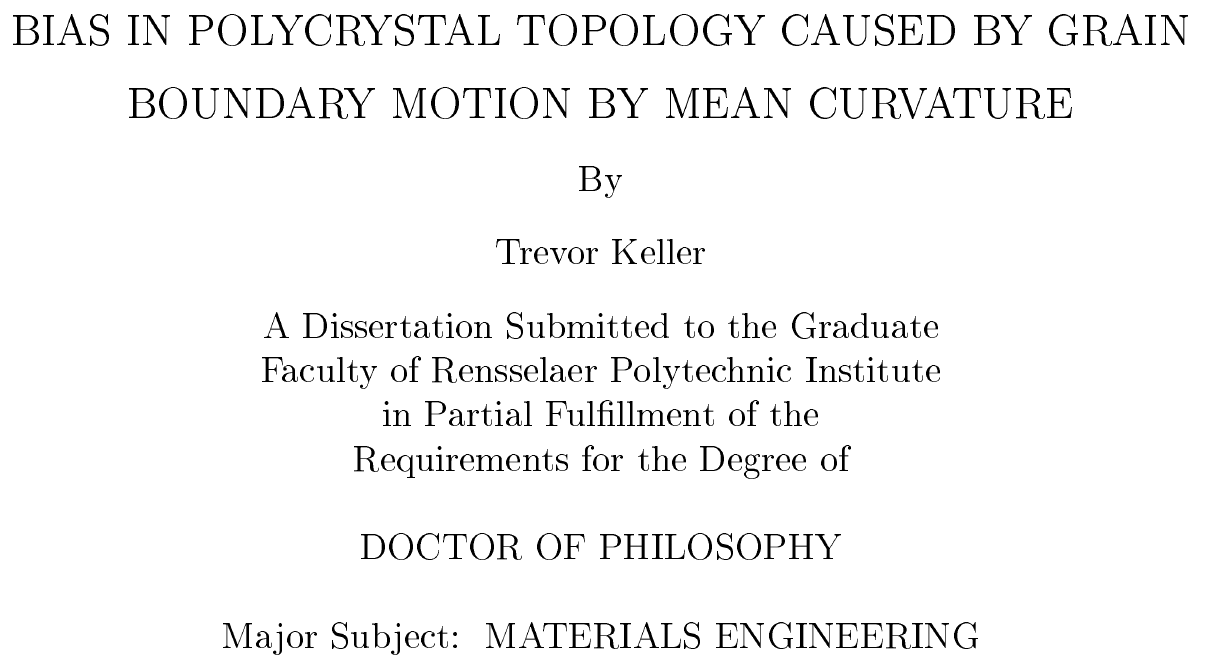 BIAS IN POLYCRYSTAL TOPOLOGY CAUSED BY GRAIN
BOUNDARY MOTION BY MEAN CURVATURE
By
Trevor Keller
A Dissertation Submitted to the Graduate
Faculty of Rensselaer Polytechnic Institute
in Partial Fulfillment of the
Requirements for the Degree of
DOCTOR OF PHILOSOPHY
Major Subject: MATERIALS ENGINEERING